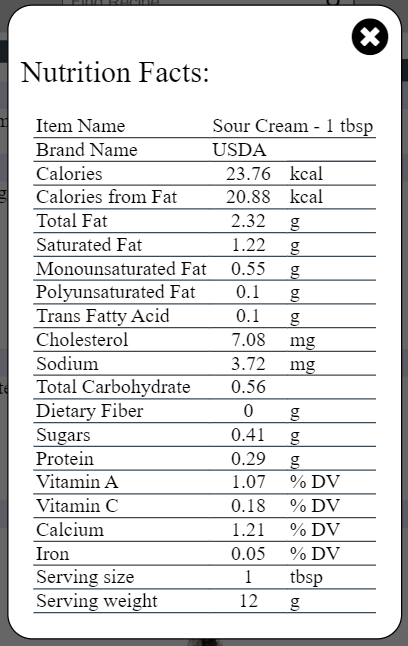 Find Recipe
Nutrition Facts:
Item Name Sour Cream - 1 tbsp
Brand Name USDA
Calories 23.76 kcal
Calories from Fat 20.88 kcal
Total Fat 2.32 g
Saturated Fat 1.22 g
Monounsaturated Fat 0.55 g
Polyunsaturated Fat 0.1 g
Trans Fatty Acid 0.1 g
Cholesterol 7.08 mg
Sodium 3.72 mg
Total Carbohydrate 0.56
Dietary Fiber 0 g
Sugars 0.41 g
Protein 0.29 g
Vitamin A 1.07 % DV
Vitamin C 0.18 % DV
Calcium 1.21 % DV
Iron 0.05 % DV
Serving size 1 tbsp
Serving weight 12 g